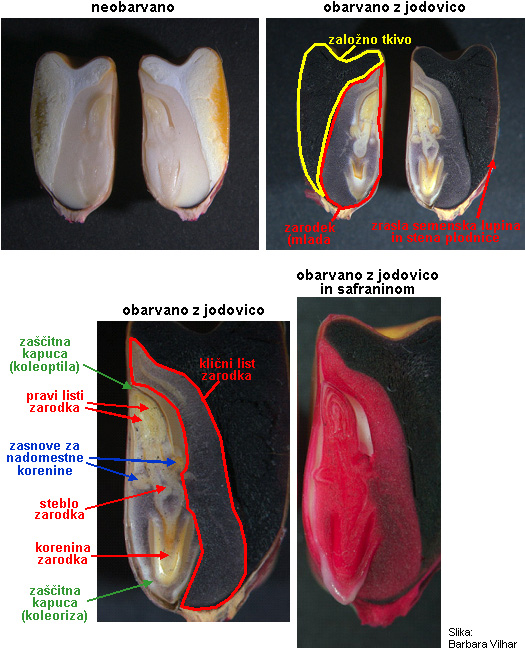 neobarvano
obarvano z jodovico
založno tkivo
zarodek
(mlada
zrasla semenska lupina
in stena plodnice
obarvano z jodovico
in safraninom
obarvano z jodovico
zaščitna
kapuca
(koleoptila)
klični list
zarodka
pravi listi
zarodka
zasnove za
nadomestne
korenine
steblo
zarodka
korenina
zarodka
zaščitna
kapuca
(koleoriza)
Slika:
Barbara Vilhar